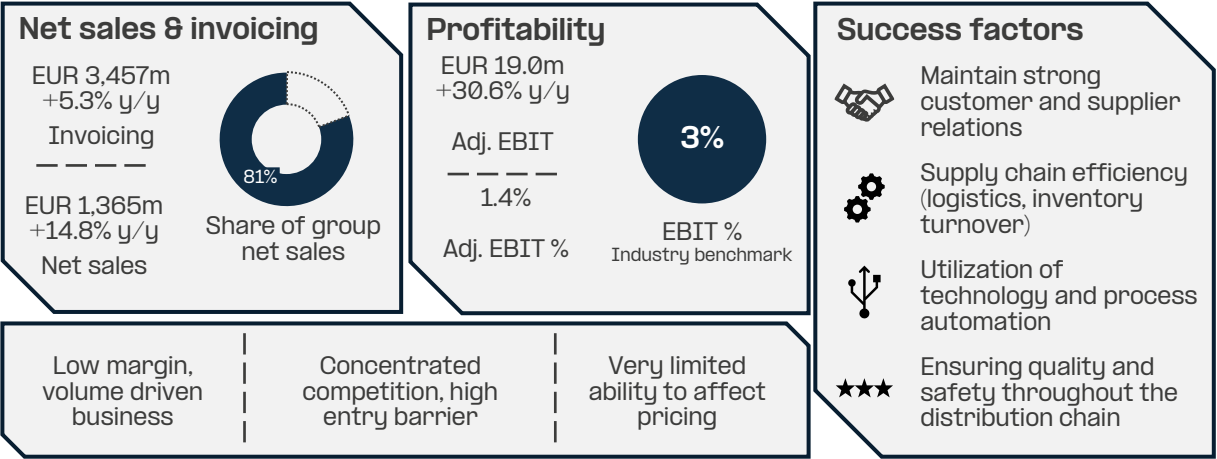 Net sales & invoicing
EUR 3,457m
+5.3% y/y
Invoicing
EUR 1,365m
+14.8% y/y
Net sales
81%
Share of group
net sales
Profitability
EUR 19.0m
+30.6% y/y
Adj. EBIT
1.4%
Adj. EBIT %
3%
EBIT %
Industry benchmark
Success factors
Maintain strong
customer and supplier
relations
Supply chain efficiency
(logistics, inventory
turnover)
Utilization of
technology and process
automation
Ensuring quality and
safety throughout the
distribution chain
Low margin,
volume driven
business
Concentrated
competition, high
entry barrier
Very limited
ability to affect
pricing